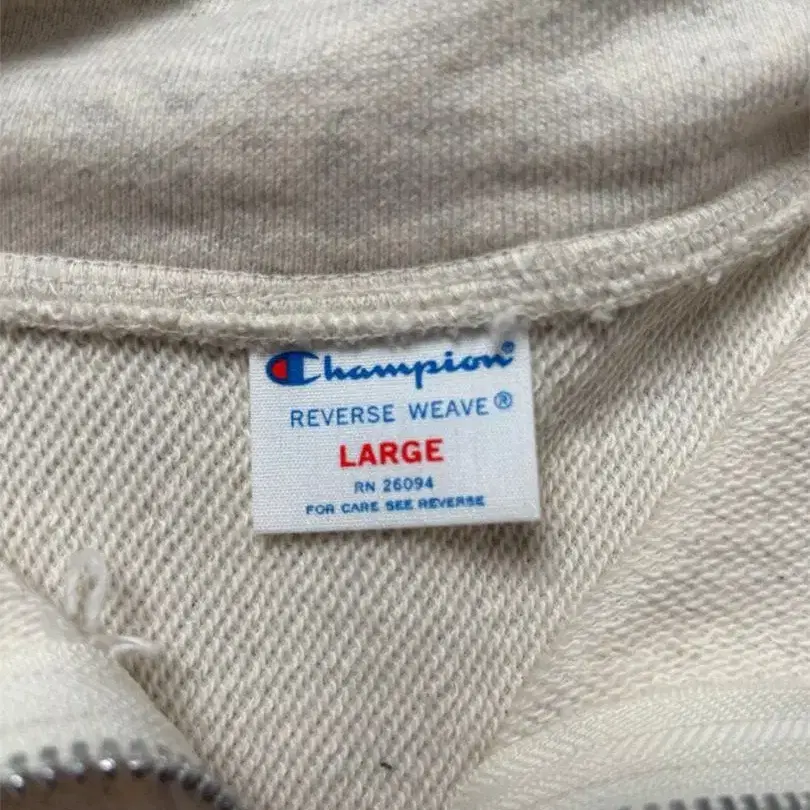 Champion®
REVERSE WEAVE®
LARGE
RN 26094
FOR CARE SEE REVERSE